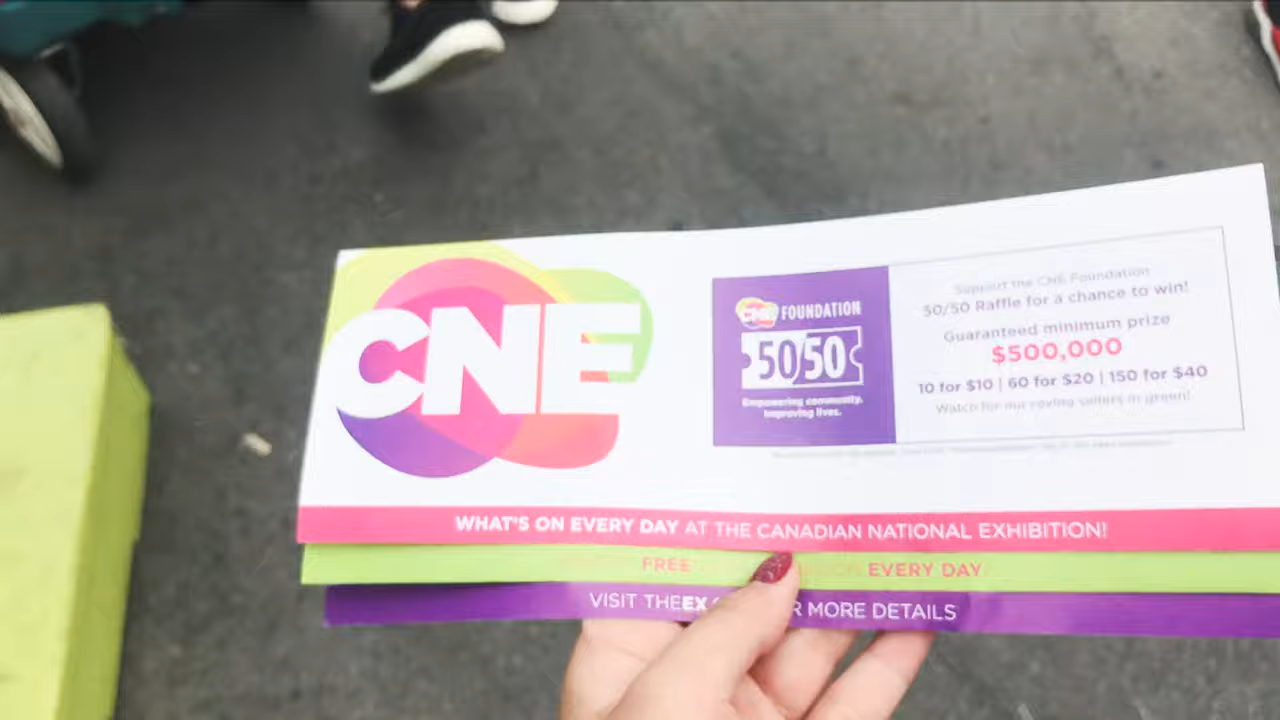 CNE
CNE FOUNDATION
50/50
Empowering community.
Improving lives.
Support the CNE Foundation
50/50 Raffle for a chance to win!
Guaranteed minimum prize
$500,000
10 for $10 | 60 for $20 | 150 for $40
Watch for our roving sellers in green!
WHAT'S ON EVERY DAY AT THE CANADIAN NATIONAL EXHIBITION!
FREE EVERY DAY
VISIT THEEX MORE DETAILS